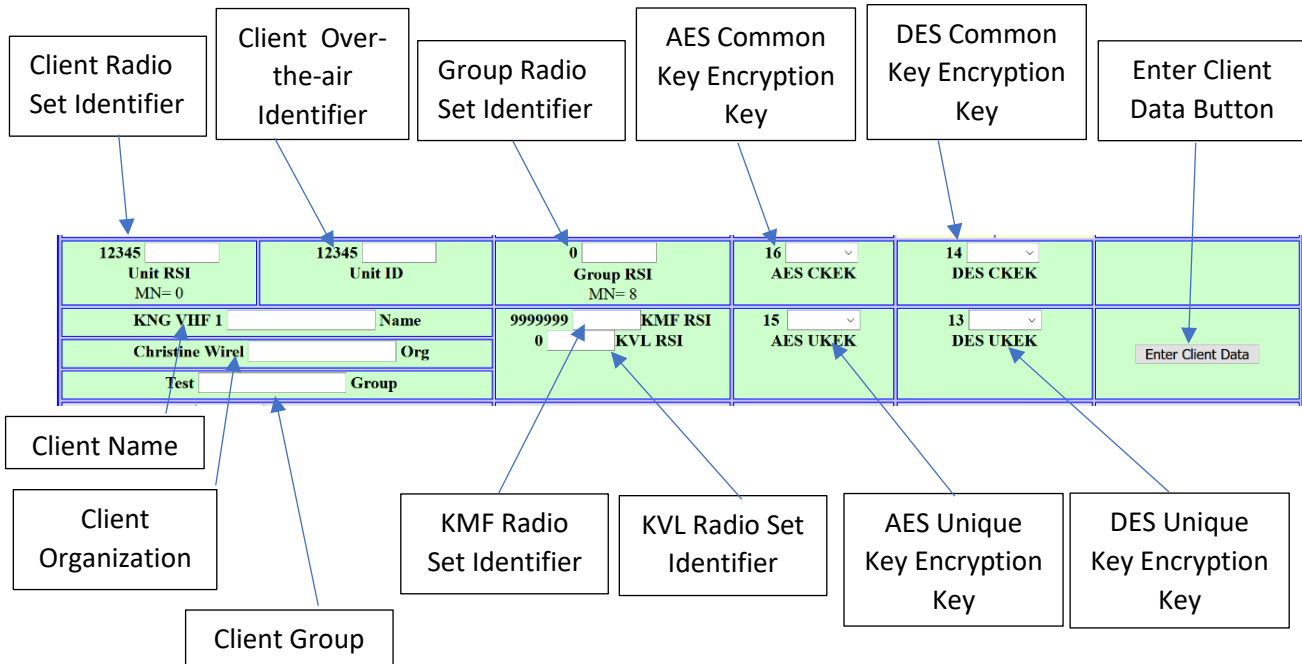 Client Radio
Set Identifier
Client Over-
the-air
Identifier
Group Radio
Set Identifier
AES Common
Key Encryption
Key
DES Common
Key Encryption
Key
Enter Client
Data Button
12345
Unit RSI
MN= 0
12345
Unit ID
0
Group RSI
MN= 8
16
AES CKEK
14
DES CKEK
KNG VHF 1 Name
Christine Wirel Org
Test Group
9999999 KMF RSI
0 KVL RSI
15
AES UKEK
13
DES UKEK
Enter Client Data
Client Name
Client
Organization
Client Group
KMF Radio
Set Identifier
KVL Radio Set
Identifier
AES Unique
Key Encryption
Key
DES Unique
Key Encryption
Key